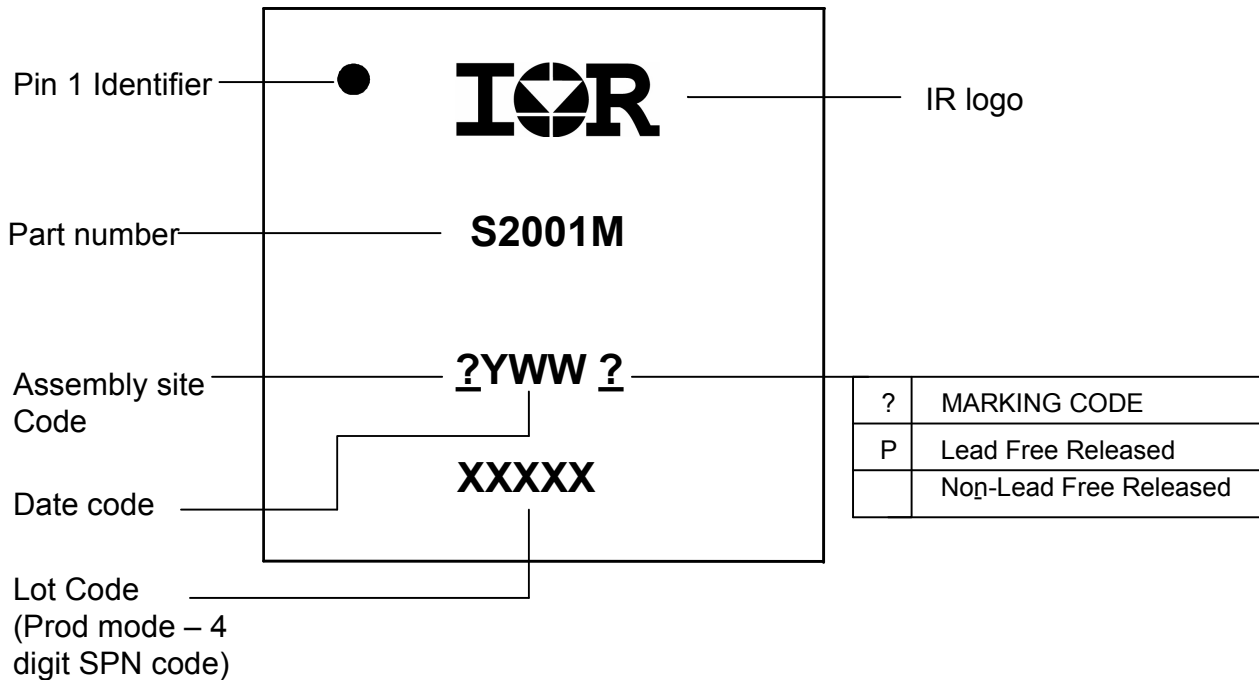 Pin 1 Identifier
IOR
IR logo
Part number
S2001M
Assembly site
Code
?YWW ?
? MARKING CODE
P Lead Free Released
Non-Lead Free Released
Date code
XXXXX
Lot Code
(Prod mode – 4
digit SPN code)